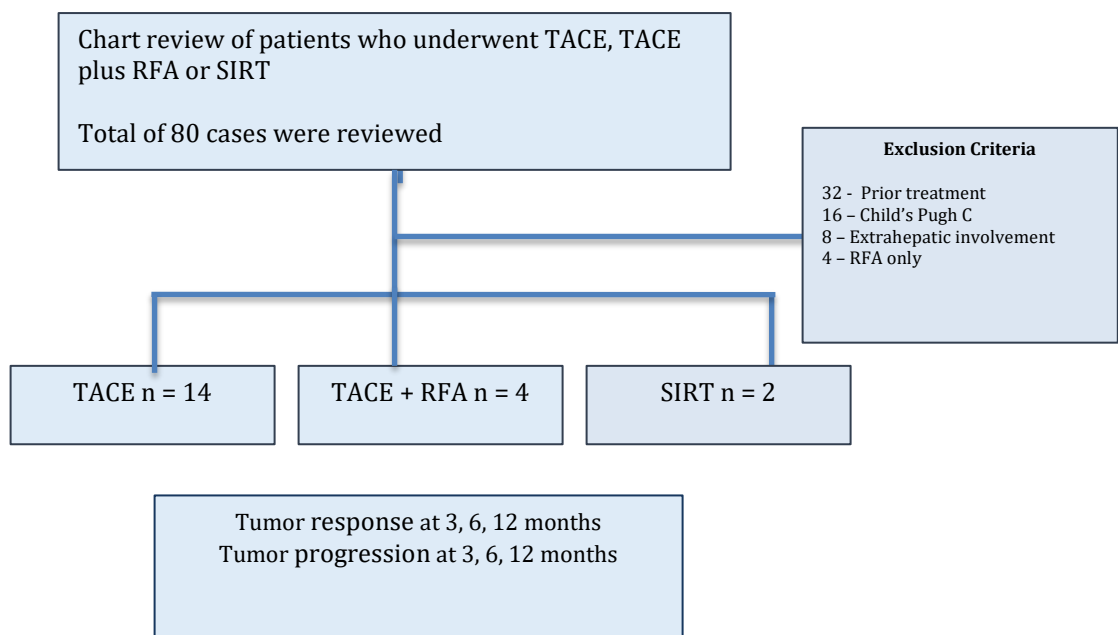 Chart review of patients who underwent TACE, TACE
plus RFA or SIRT
Total of 80 cases were reviewed
Exclusion Criteria
32 - Prior treatment
16 – Child’s Pugh C
8 – Extrahepatic involvement
4 – RFA only
TACE n = 14
TACE + RFA n = 4
SIRT n = 2
Tumor response at 3, 6, 12 months
Tumor progression at 3, 6, 12 months